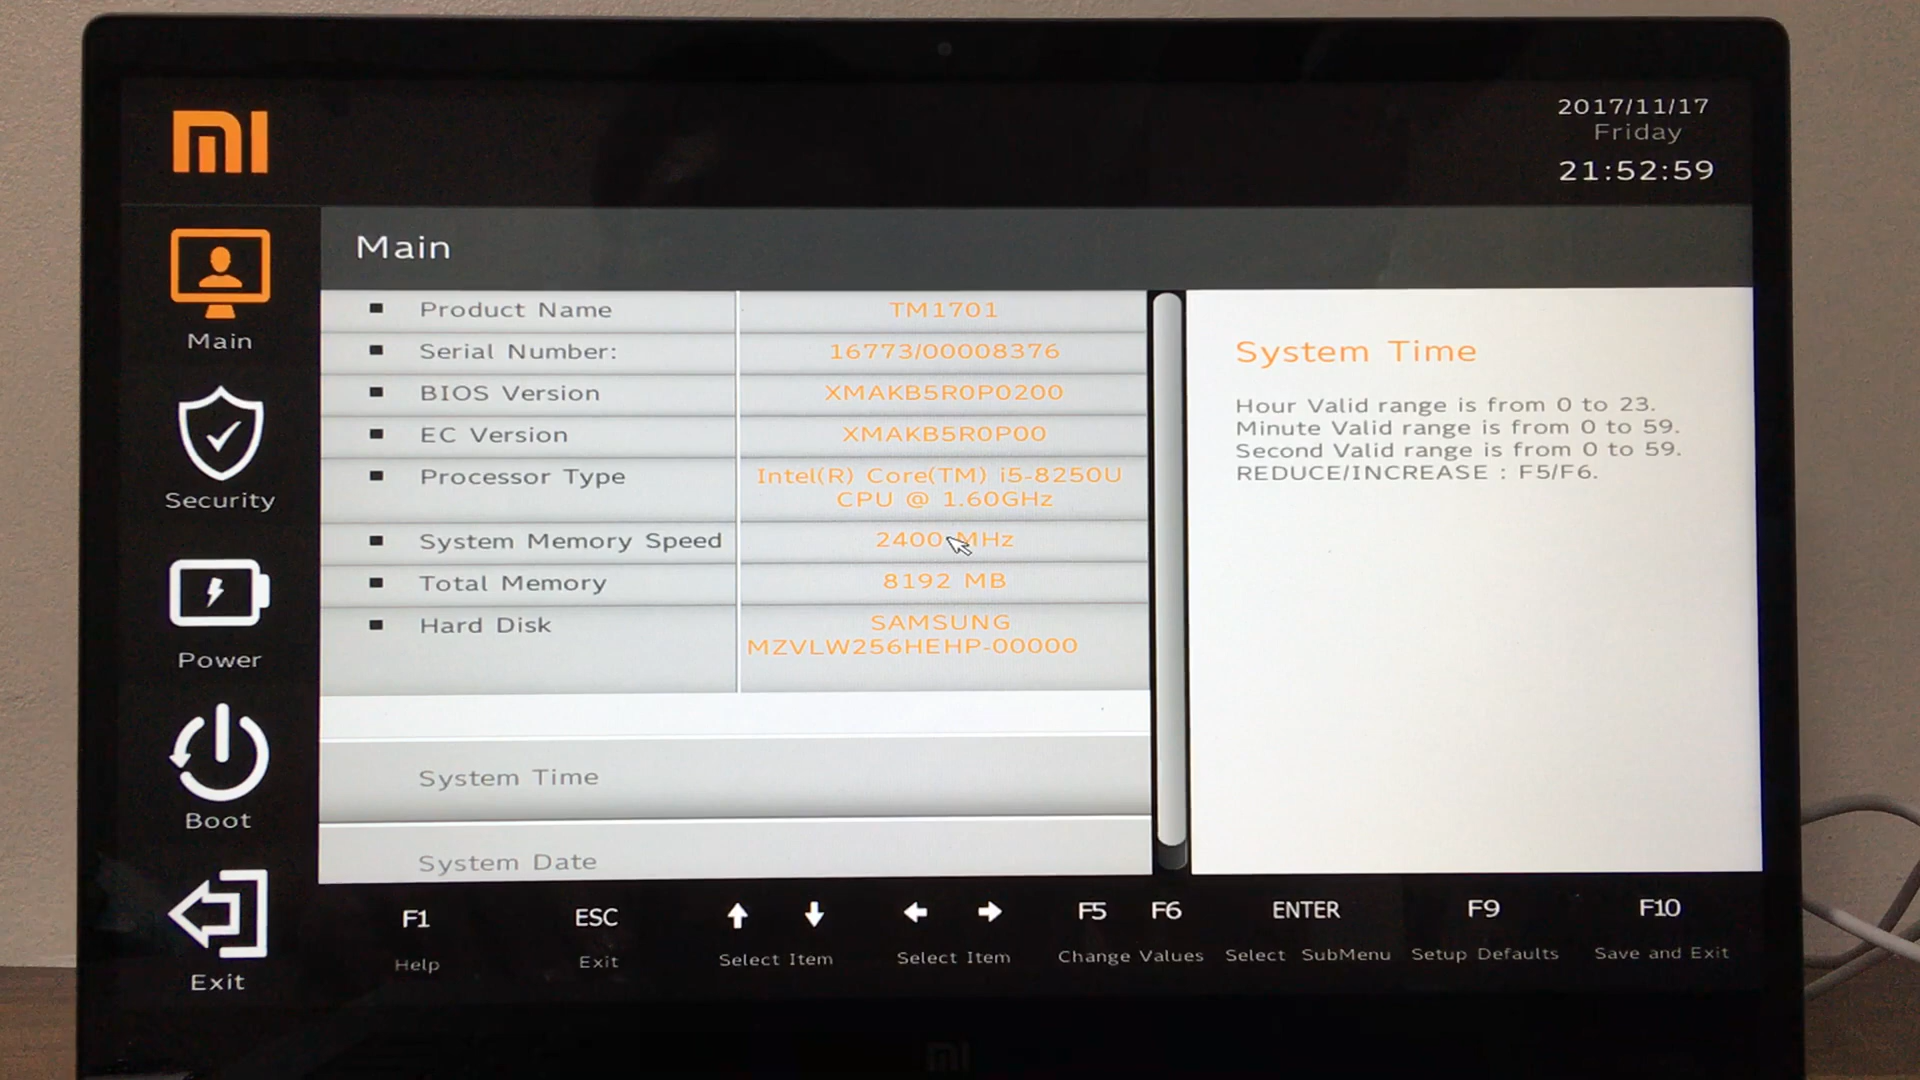 mi
2017/11/17
Friday
21:52:59
Main
Main
Security
Power
Boot
Exit
Product Name TM1701
Serial Number: 16773/00008376
BIOS Version XMAKB5R0P0200
EC Version XMAKB5R0P00
Processor Type Intel(R) Core(TM) i5-8250U
CPU @ 1.60GHz
System Memory Speed 2400 MHz
Total Memory 8192 MB
Hard Disk SAMSUNG
MZVLW256HEHP-00000
System Time
System Date
System Time
Hour Valid range is from 0 to 23.
Minute Valid range is from 0 to 59.
Second Valid range is from 0 to 59.
REDUCE/INCREASE : F5/F6.
F1 ESC F5 F6 ENTER F9 F10
Help Exit Select Item Select Item Change Values Select SubMenu Setup Defaults Save and Exit
mi